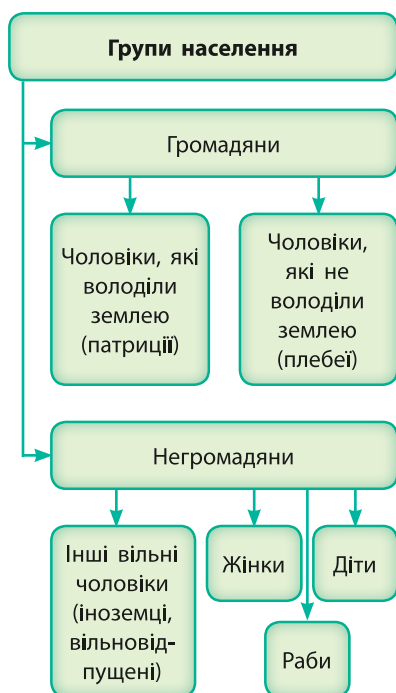 Групи населення
Громадяни
Чоловіки, які
володіли
землею
(патриції)
Чоловіки,
які не
володіли
землею
(плебеї)
Негромадяни
Інші вільні
чоловіки
(іноземці,
вільновід-
пущені)
Жінки
Раби
Діти